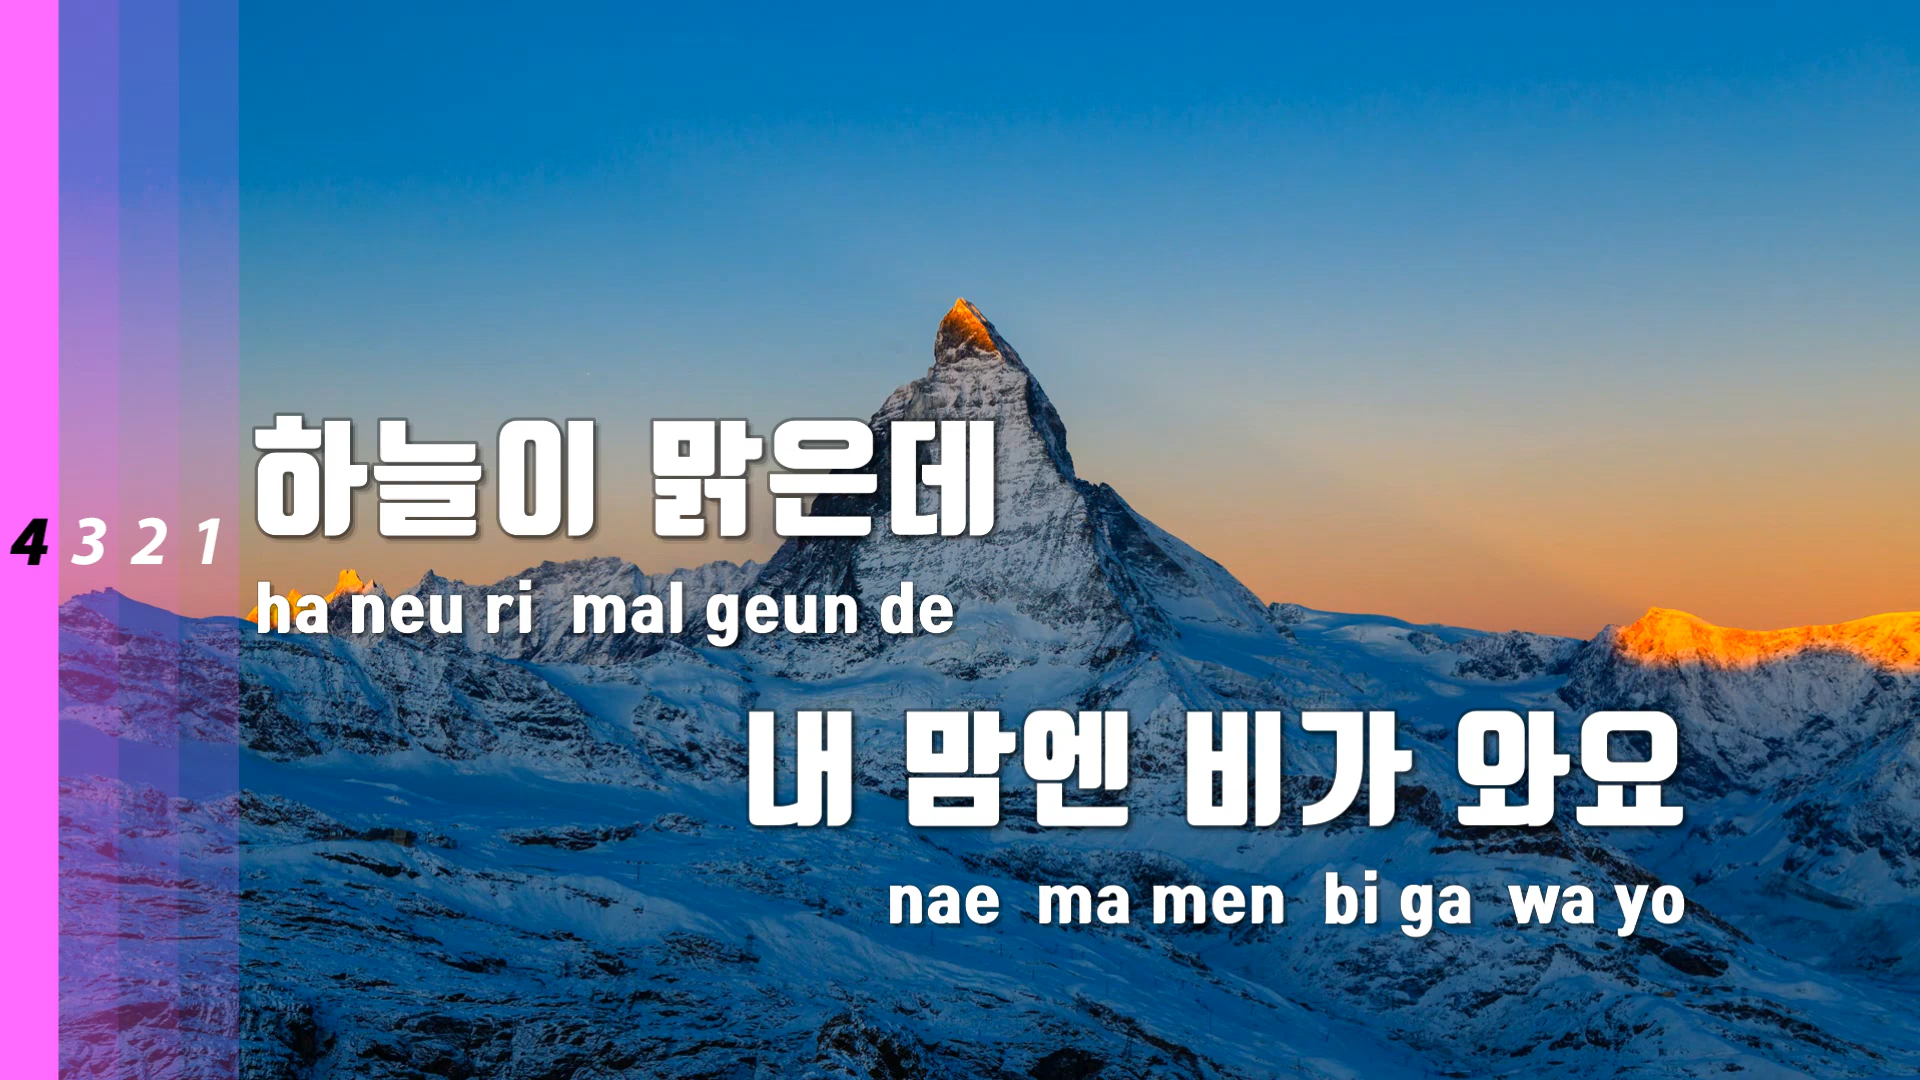 4 3 2 1
하늘이 맑은데
ha neu ri mal geun de
내 맘엔 비가 와요
nae ma men bi ga wa yo